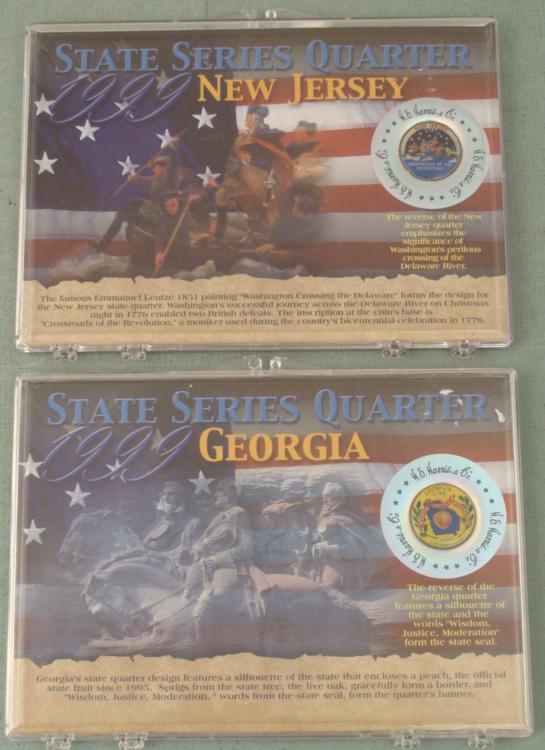 STATE SERIES QUARTER
1999 NEW JERSEY
H.E. Harris & Co.
H.E. Harris & Co.
H.E. Harris & Co.
The reverse of the New
Jersey quarter
emphasizes the
significance of
Washington's perilous
crossing of the
Delaware River.
The famous Emmanuel Leutze 1851 painting "Washington Crossing the Delaware" forms the design for
the New Jersey state quarter. Washington's successful journey across the Delaware River on Christmas
night in 1776 enabled two British defeats. The inscription at the coin's base is
"Crossroads of the Revolution," a moniker used during the country's bicentennial celebration in 1776.
STATE SERIES QUARTER
1999 GEORGIA
H.E. Harris & Co.
H.E. Harris & Co.
H.E. Harris & Co.
GEORGIA
The reverse of the
Georgia quarter
features a silhouette of
the state and the
words "Wisdom,
Justice, Moderation"
form the state seal.
Georgia's state quarter design features a silhouette of the state that encloses a peach, the official
state fruit since 1995. Sprigs from the state tree, the live oak, gracefully form a border, and
"Wisdom, Justice, Moderation, " words from the state seal, form the quarter's banner.